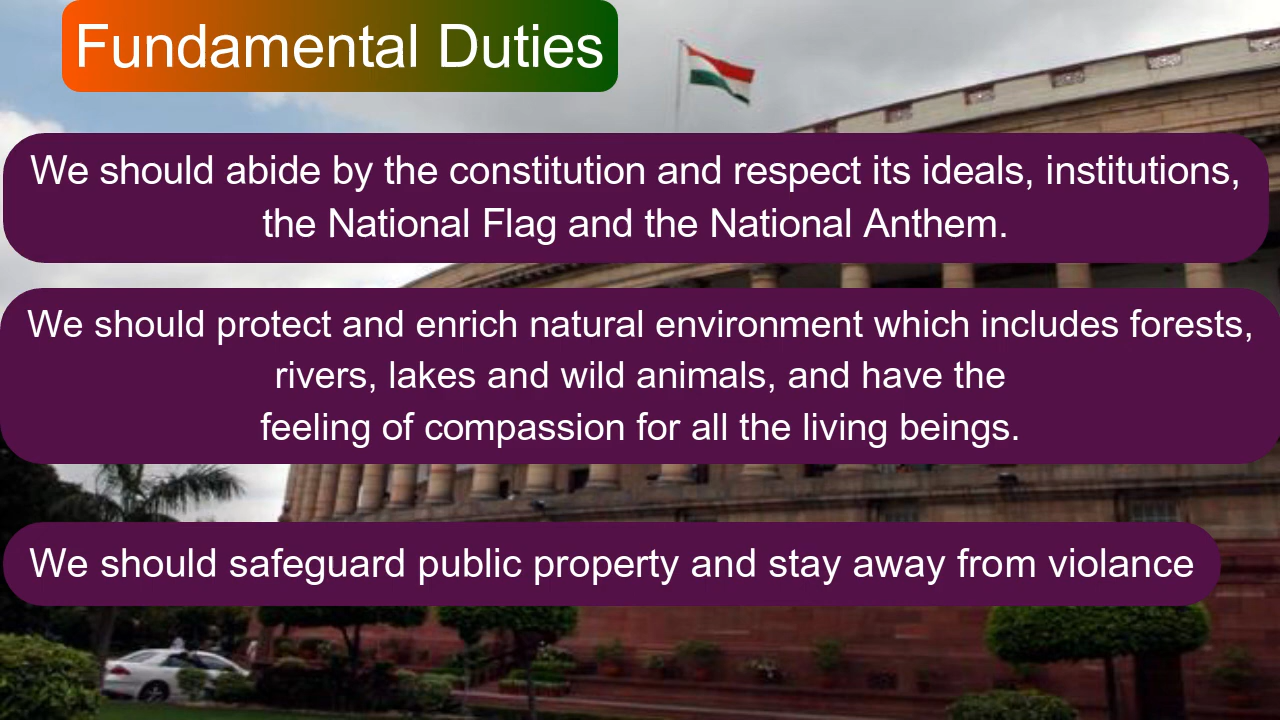 Fundamental Duties
We should abide by the constitution and respect its ideals, institutions,
the National Flag and the National Anthem.
We should protect and enrich natural environment which includes forests,
rivers, lakes and wild animals, and have the
feeling of compassion for all the living beings.
We should safeguard public property and stay away from violance